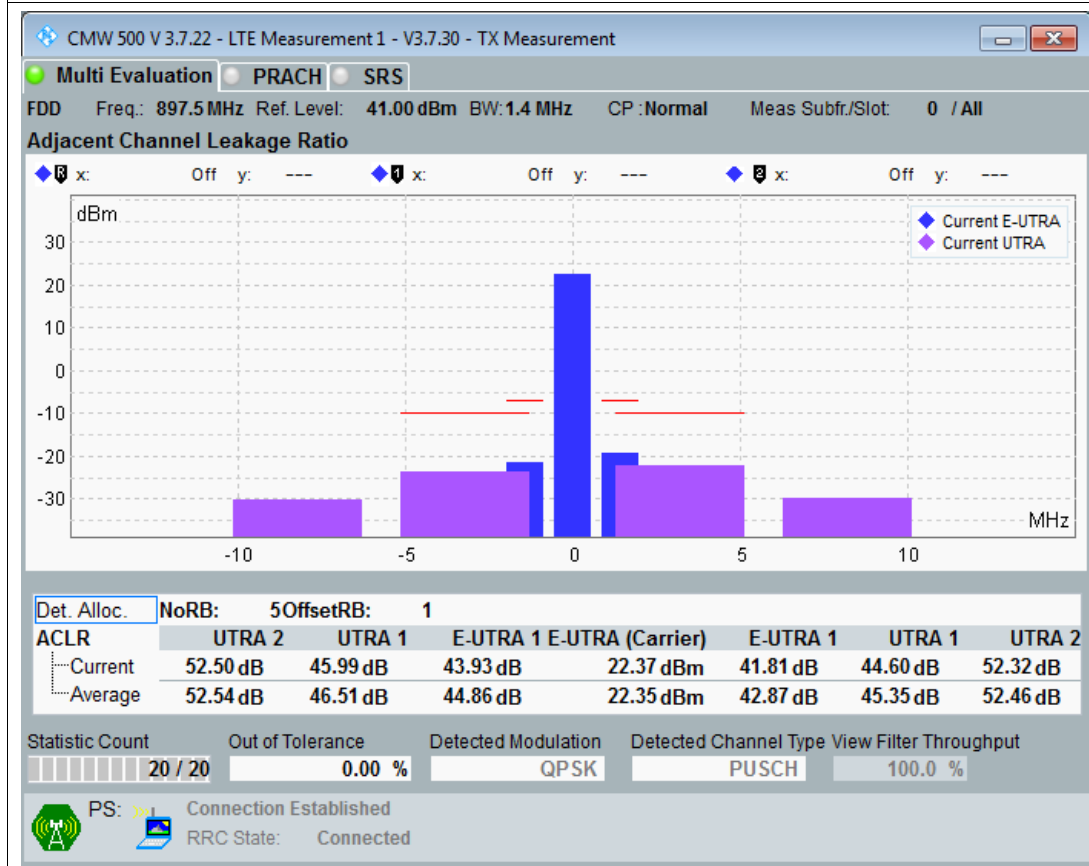 CMW 500 V 3.7.22 - LTE Measurement 1 - V3.7.30 - TX Measurement
Multi Evaluation PRACH SRS
FDD Freq.: 897.5 MHz Ref. Level: 41.00 dBm BW: 1.4 MHz CP : Normal Meas Subfr./Slot: 0 / All
Adjacent Channel Leakage Ratio
R x: Off y: --- 1 x: Off y: --- 2 x: Off y: ---
dBm
Current E-UTRA
Current UTRA
30
20
10
0
-10
-20
-30
MHz
-10 -5 0 5 10
Det. Alloc. NoRB: 5 OffsetRB: 1
ACLR UTRA 2 UTRA 1 E-UTRA 1 E-UTRA (Carrier) E-UTRA 1 UTRA 1 UTRA 2
Current 52.50 dB 45.99 dB 43.93 dB 22.37 dBm 41.81 dB 44.60 dB 52.32 dB
Average 52.54 dB 46.51 dB 44.86 dB 22.35 dBm 42.87 dB 45.35 dB 52.46 dB
Statistic Count Out of Tolerance Detected Modulation Detected Channel Type View Filter Throughput
20 / 20 0.00 % QPSK PUSCH 100.0 %
PS: Connection Established
RRC State: Connected